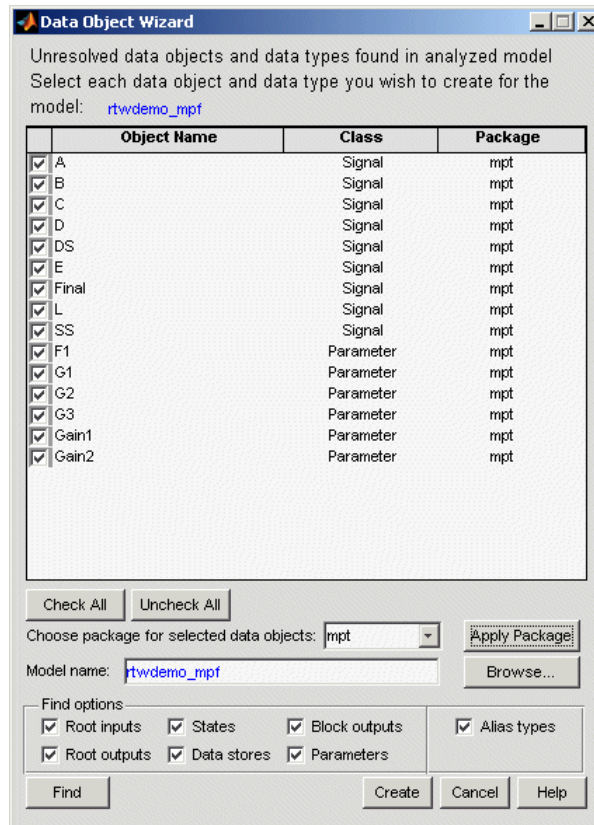 Data Object Wizard
Unresolved data objects and data types found in analyzed model
Select each data object and data type you wish to create for the
model: rtwdemo_mpf
Object Name Class Package
A Signal mpt
B Signal mpt
C Signal mpt
D Signal mpt
DS Signal mpt
E Signal mpt
Final Signal mpt
L Signal mpt
SS Signal mpt
F1 Parameter mpt
G1 Parameter mpt
G2 Parameter mpt
G3 Parameter mpt
Gain1 Parameter mpt
Gain2 Parameter mpt
Check All Uncheck All
Choose package for selected data objects: mpt Apply Package
Model name: rtwdemo_mpf Browse...
Find options
Root inputs States Block outputs Alias types
Root outputs Data stores Parameters
Find Create Cancel Help